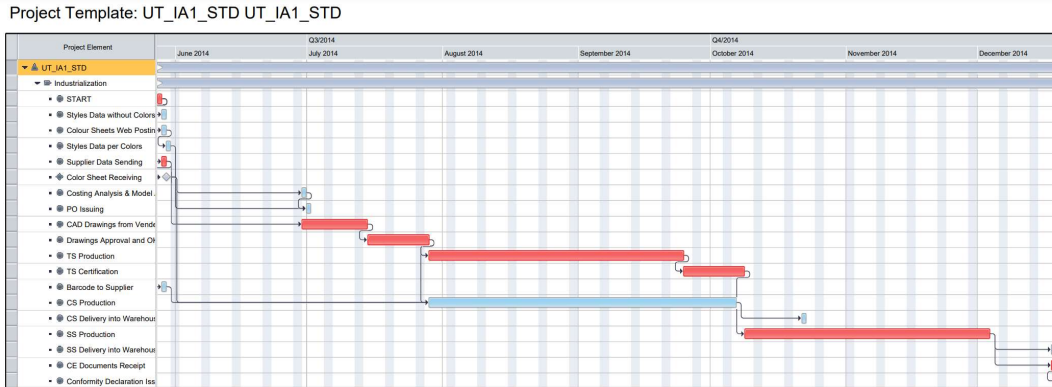 Project Template: UT_IA1_STD UT_IA1_STD
Project Element
Q3/2014
Q4/2014
June 2014
July 2014
August 2014
September 2014
October 2014
November 2014
December 2014
UT_IA1_STD
Industrialization
START
Styles Data without Colors
Colour Sheets Web Postin
Styles Data per Colors
Supplier Data Sending
Color Sheet Receiving
Costing Analysis & Model
PO Issuing
CAD Drawings from Vende
Drawings Approval and Ok
TS Production
TS Certification
Barcode to Supplier
CS Production
CS Delivery into Warehous
SS Production
SS Delivery into Warehous
CE Documents Receipt
Conformity Declaration Iss